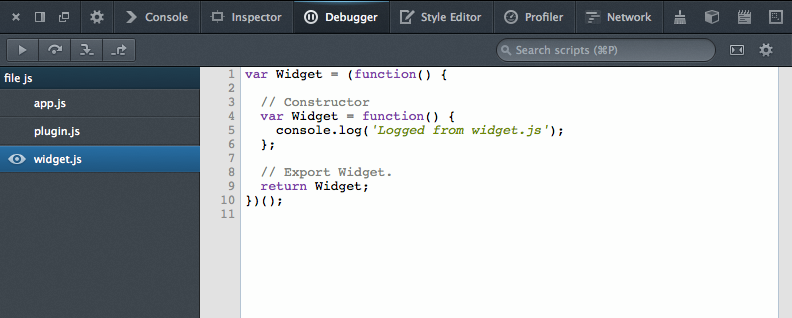 Console Inspector Debugger Style Editor Profiler Network
Search scripts (⌘P)
file js
app.js
plugin.js
widget.js
1 var Widget = (function() {
2
3   // Constructor
4   var Widget = function() {
5     console.log('Logged from widget.js');
6   };
7
8   // Export Widget.
9   return Widget;
10 })();
11